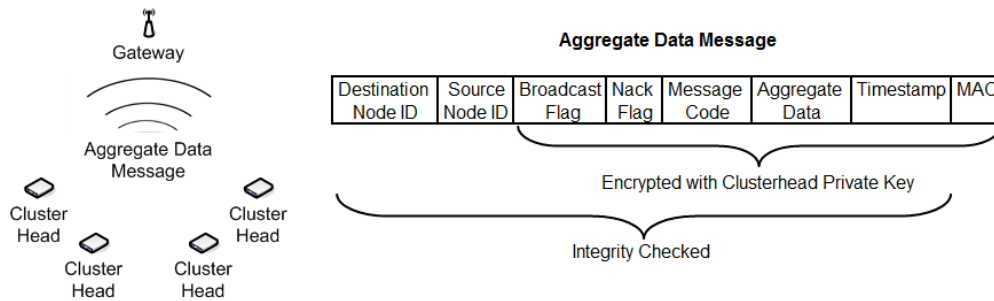 Gateway
Aggregate Data
Message
Cluster
Head
Cluster
Head
Cluster
Head
Cluster
Head
Aggregate Data Message
Destination Node ID
Source Node ID
Broadcast Flag
Nack Flag
Message Code
Aggregate Data
Timestamp
MAC
Encrypted with Clusterhead Private Key
Integrity Checked